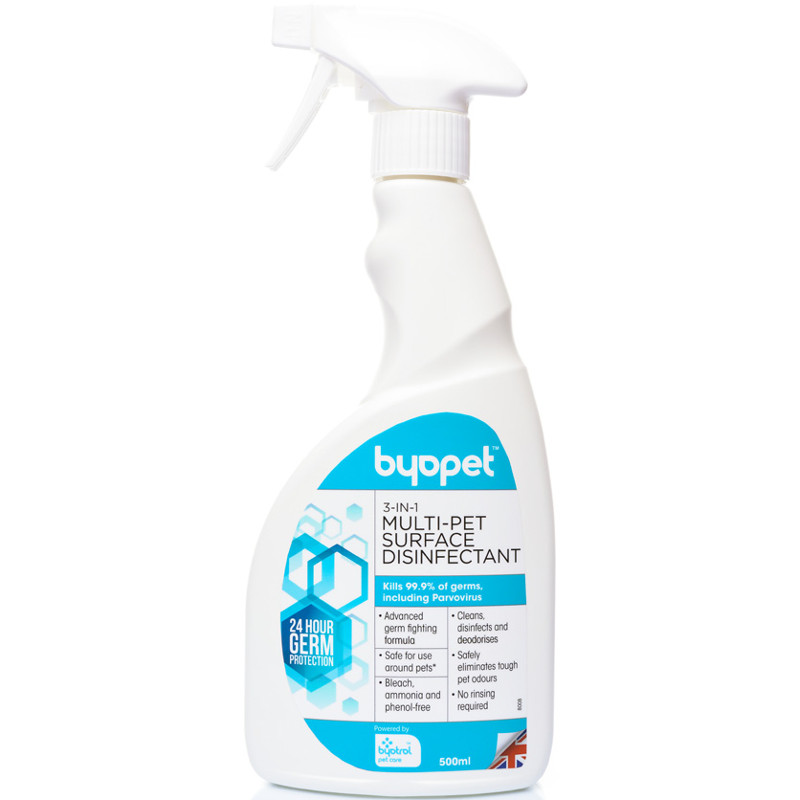 byopet™
3-IN-1
MULTI-PET
SURFACE
DISINFECTANT
Kills 99.9% of germs,
including Parvovirus
24 HOUR
GERM
PROTECTION
• Advanced
germ fighting
formula
• Safe for use
around pets*
• Bleach,
ammonia and
phenol-free
• Cleans,
disinfects and
deodorises
• Safely
eliminates tough
pet odours
• No rinsing
required
Powered by
byotrol™
pet care
500ml